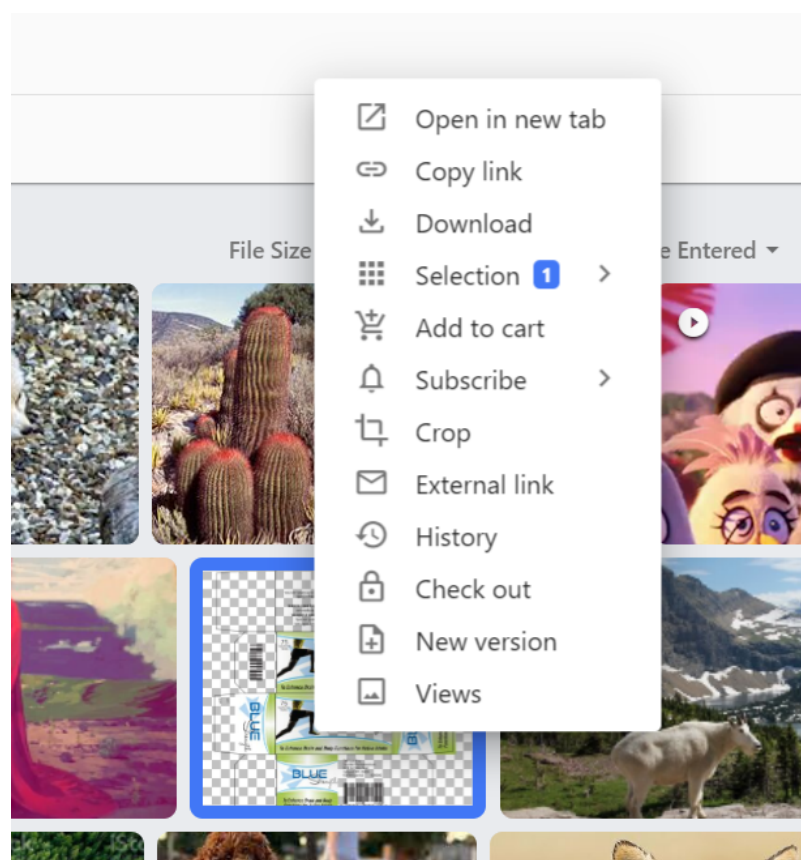 Open in new tab
Copy link
Download
File Size
Selection 1
e Entered
Add to cart
Subscribe
Crop
External link
History
Check out
New version
Views
BLUE
BLUE